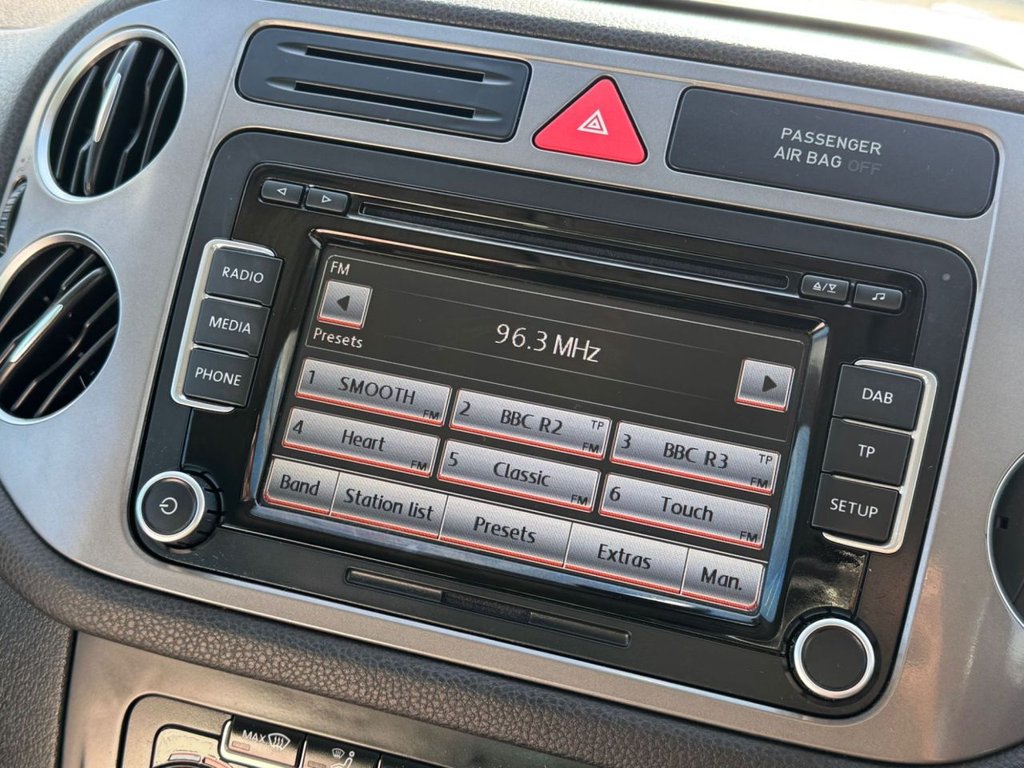 PASSENGER
AIR BAG OFF
RADIO
MEDIA
PHONE
FM
96.3 MHz
Presets
1 SMOOTH FM
2 BBC R2 TP FM
3 BBC R3 TP FM
4 Heart FM
5 Classic FM
6 Touch FM
Band
Station list
Presets
Extras
Man.
DAB
TP
SETUP
MAX